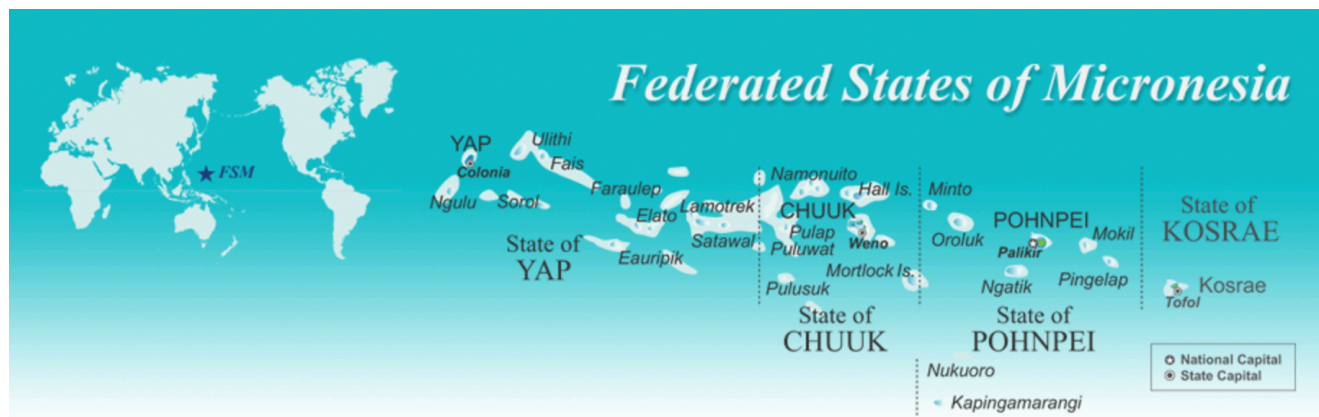 Federated States of Micronesia
FSM
YAP
Colonia
Ulithi
Fais
Ngulu
Sorol
Faraulep
Elato
Lamotrek
Satawal
Eauripik
State of
YAP
Namonuito
Hall Is.
CHUUK
Pulap
Weno
Puluwat
Mortlock Is.
Pulusuk
State of
CHUUK
Minto
Oroluk
POHNPEI
Palikir
Mokil
Ngatik
Pingelap
State of
POHNPEI
Nukuoro
Kapingamarangi
State of
KOSRAE
Kosrae
Tofol
National Capital
State Capital